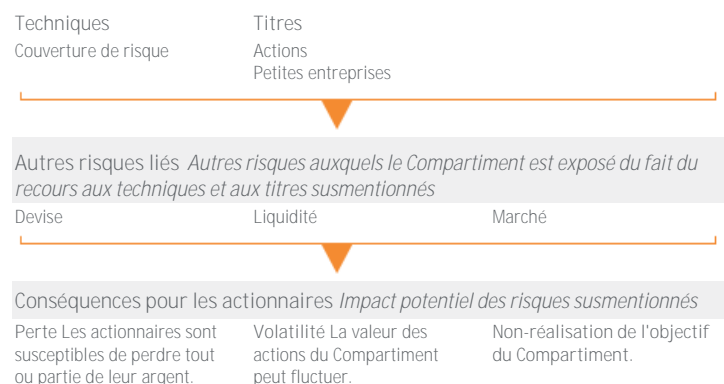 Techniques Titres
Couverture de risque Actions
Petites entreprises
Autres risques liés Autres risques auxquels le Compartiment est exposé du fait du
recours aux techniques et aux titres susmentionnés
Devise Liquidité Marché
Conséquences pour les actionnaires Impact potentiel des risques susmentionnés
Perte Les actionnaires sont
susceptibles de perdre tout
ou partie de leur argent.
Volatilité La valeur des
actions du Compartiment
peut fluctuer.
Non-réalisation de l'objectif
du Compartiment.